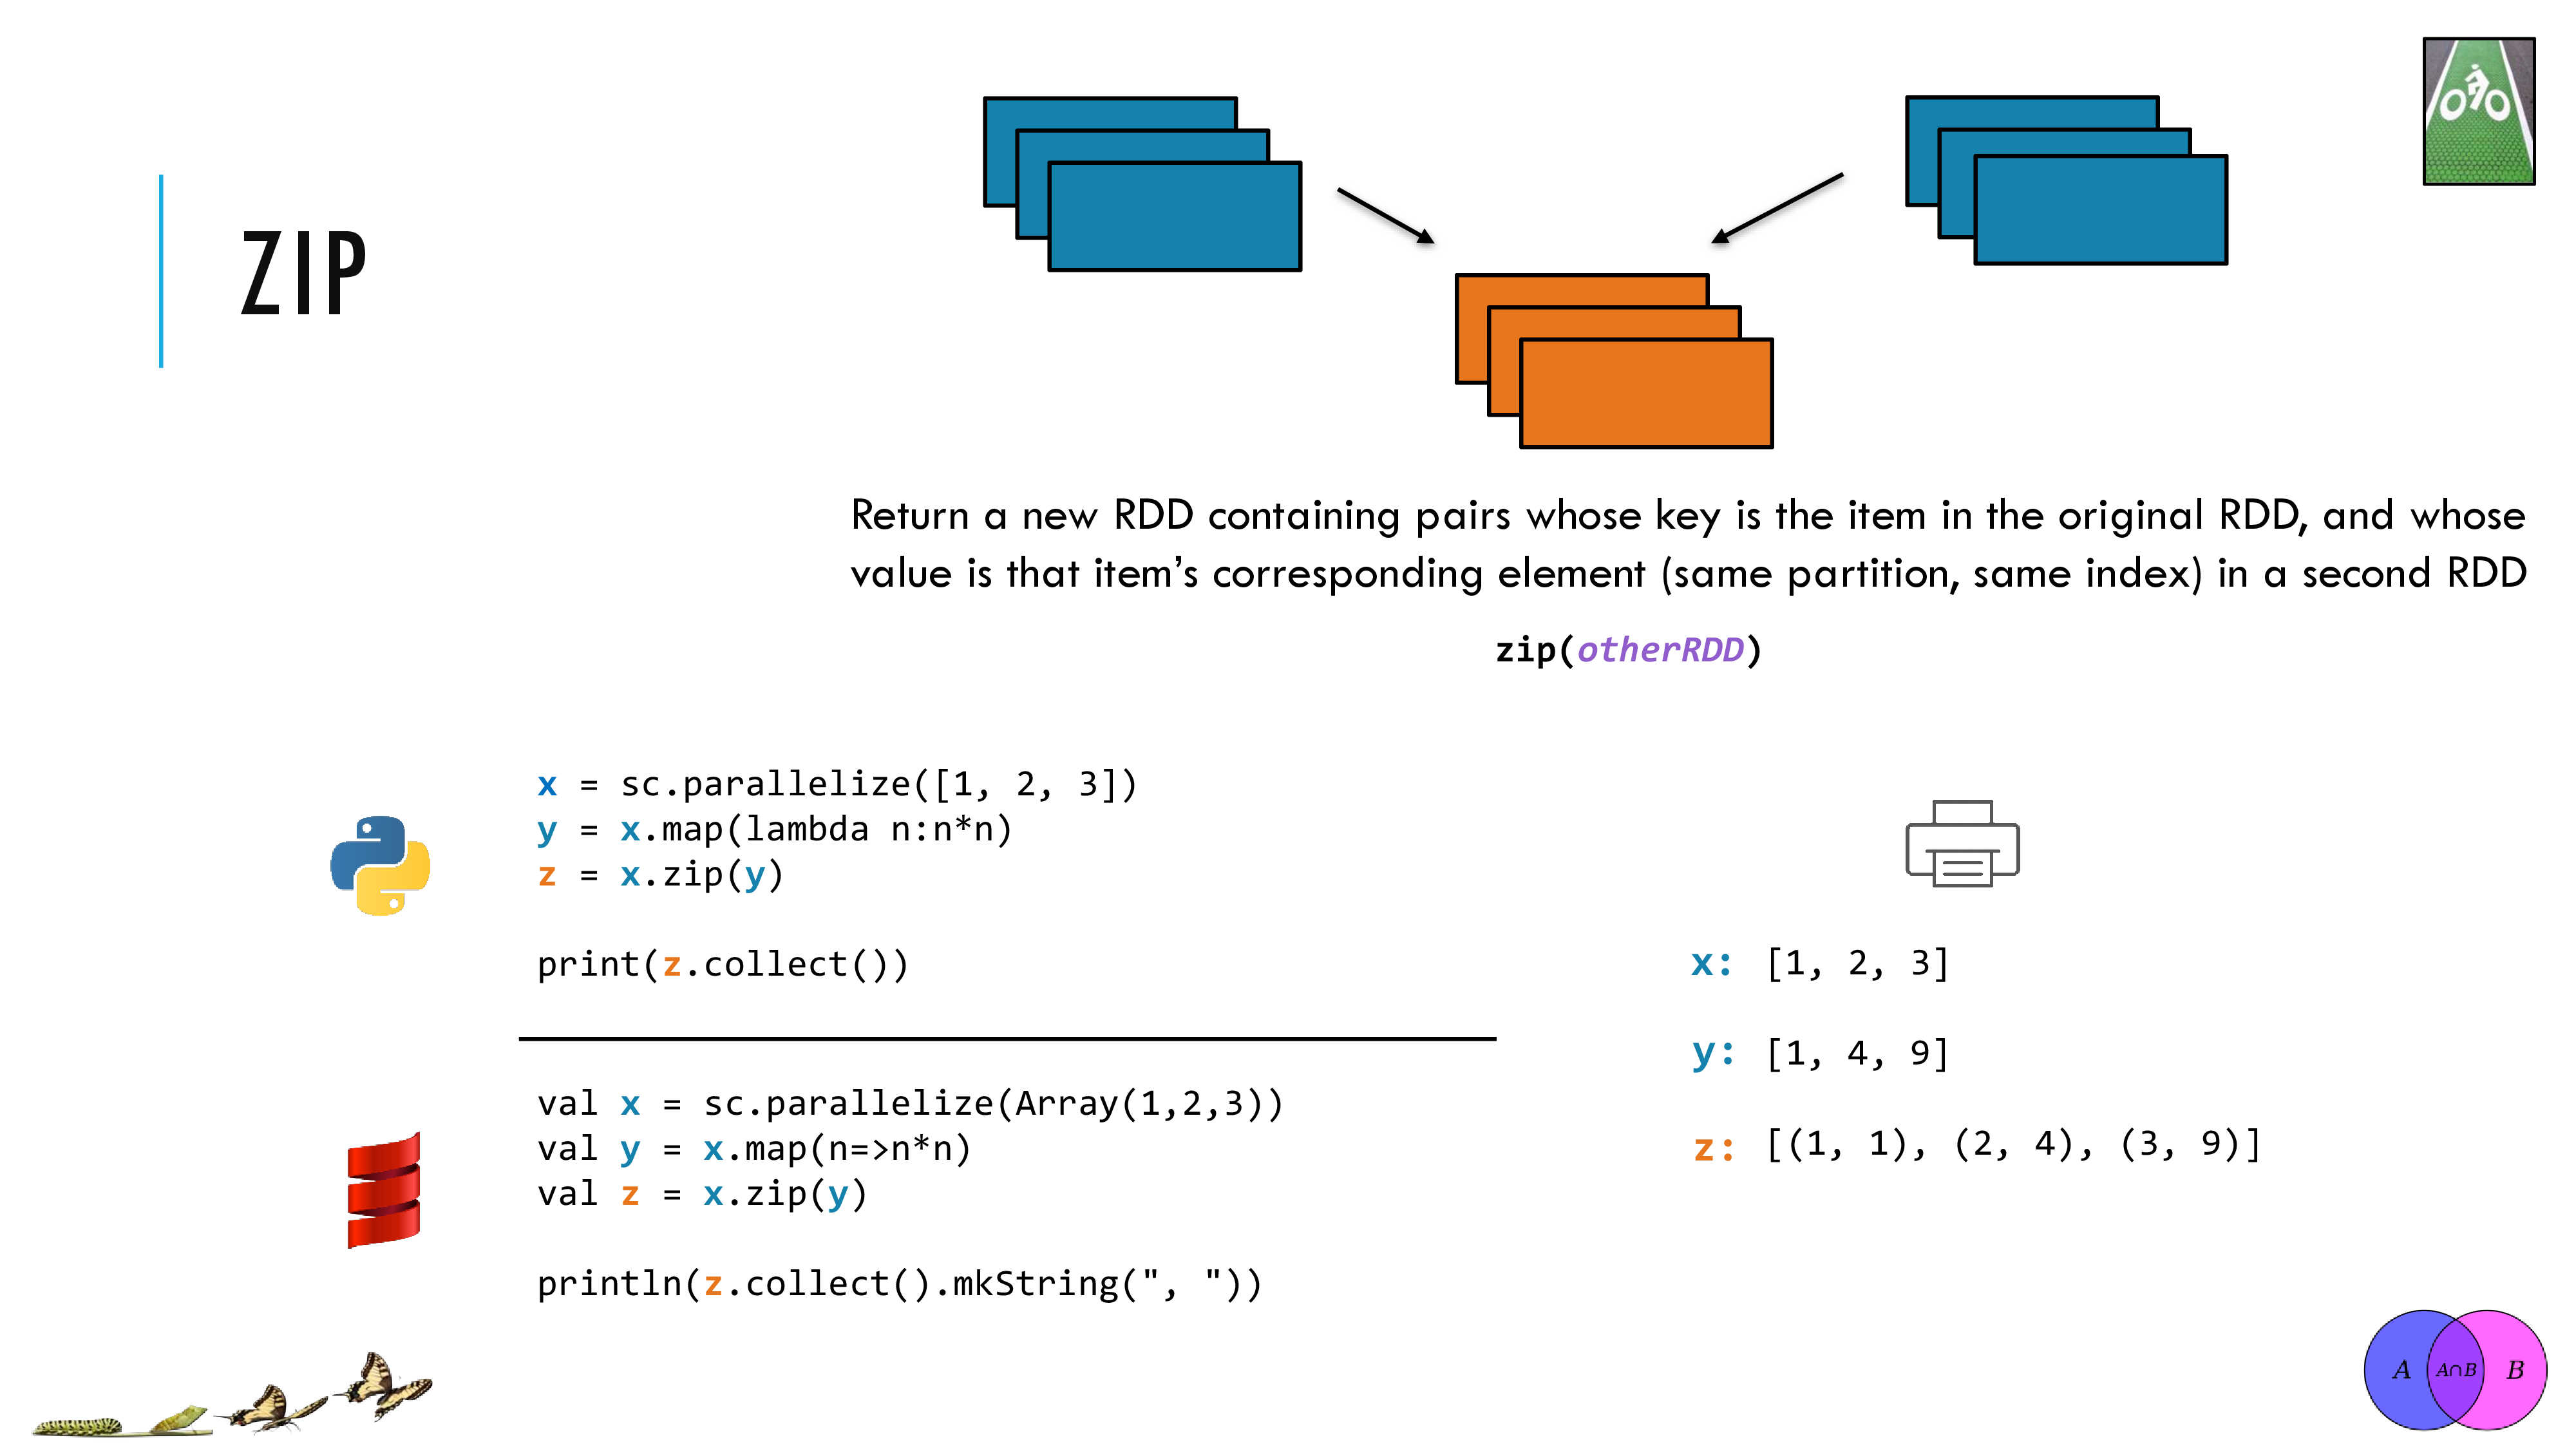 ZIP
Return a new RDD containing pairs whose key is the item in the original RDD, and whose
value is that item’s corresponding element (same partition, same index) in a second RDD
zip(otherRDD)
x = sc.parallelize([1, 2, 3])
y = x.map(lambda n:n*n)
z = x.zip(y)
print(z.collect())
val x = sc.parallelize(Array(1,2,3))
val y = x.map(n=>n*n)
val z = x.zip(y)
println(z.collect().mkString(", "))
x: [1, 2, 3]
y: [1, 4, 9]
z: [(1, 1), (2, 4), (3, 9)]
A A∩B B